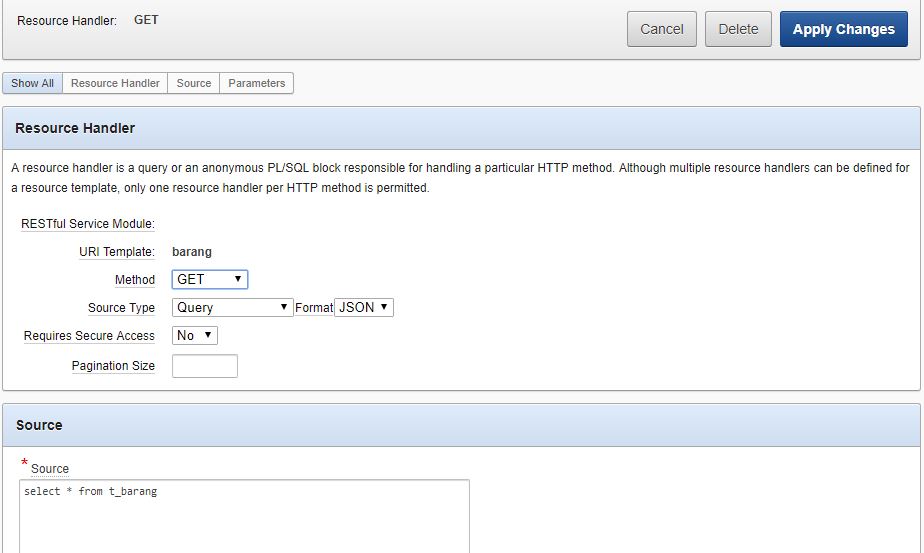 Resource Handler: GET
Cancel
Delete
Apply Changes
Show All
Resource Handler
Source
Parameters
Resource Handler
A resource handler is a query or an anonymous PL/SQL block responsible for handling a particular HTTP method. Although multiple resource handlers can be defined for
a resource template, only one resource handler per HTTP method is permitted.
RESTful Service Module:
URI Template: barang
Method GET
Source Type Query Format JSON
Requires Secure Access No
Pagination Size
Source
* Source
select * from t_barang